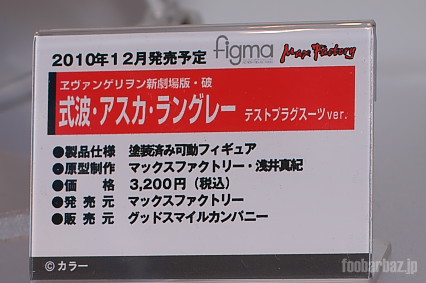 2010年12月発売予定 figma Max Factory
ヱヴァンゲリヲン新劇場版・破
式波・アスカ・ラングレー テストプラグスーツver.
●製品仕様 塗装済み可動フィギュア
●原型制作 マックスファクトリー・浅井真紀
●価 格 3,200円（税込）
●発 売 元 マックスファクトリー
●販 売 元 グッドスマイルカンパニー
©カラー
foobarbaz.jp